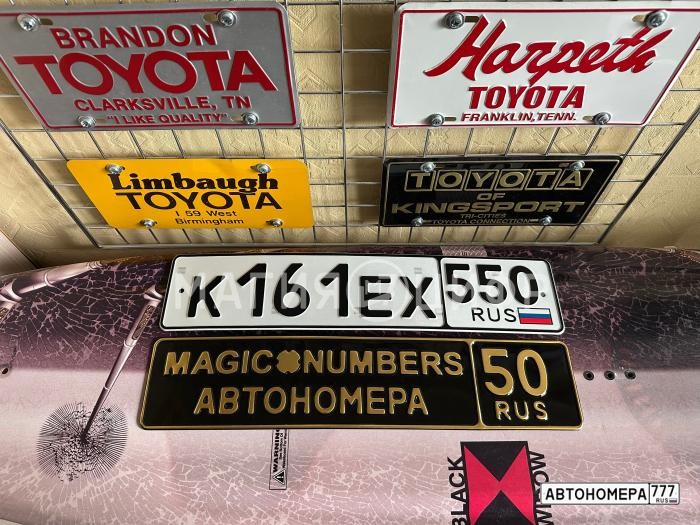 BRANDON
TOYOTA
CLARKSVILLE, TN
"I LIKE QUALITY"
Harpeth
TOYOTA
FRANKLIN, TENN.
Limbaugh
TOYOTA
I 59 West
Birmingham
TOYOTA
OF
KINGSPORT
TRI-CITIES
TOYOTA CONNECTION
К161ЕХ 550
RUS
MAGIC NUMBERS 50
АВТОНОМЕРА RUS
WARNING
BLACK
WIDOW
АВТОНОМЕРА 777
RUS